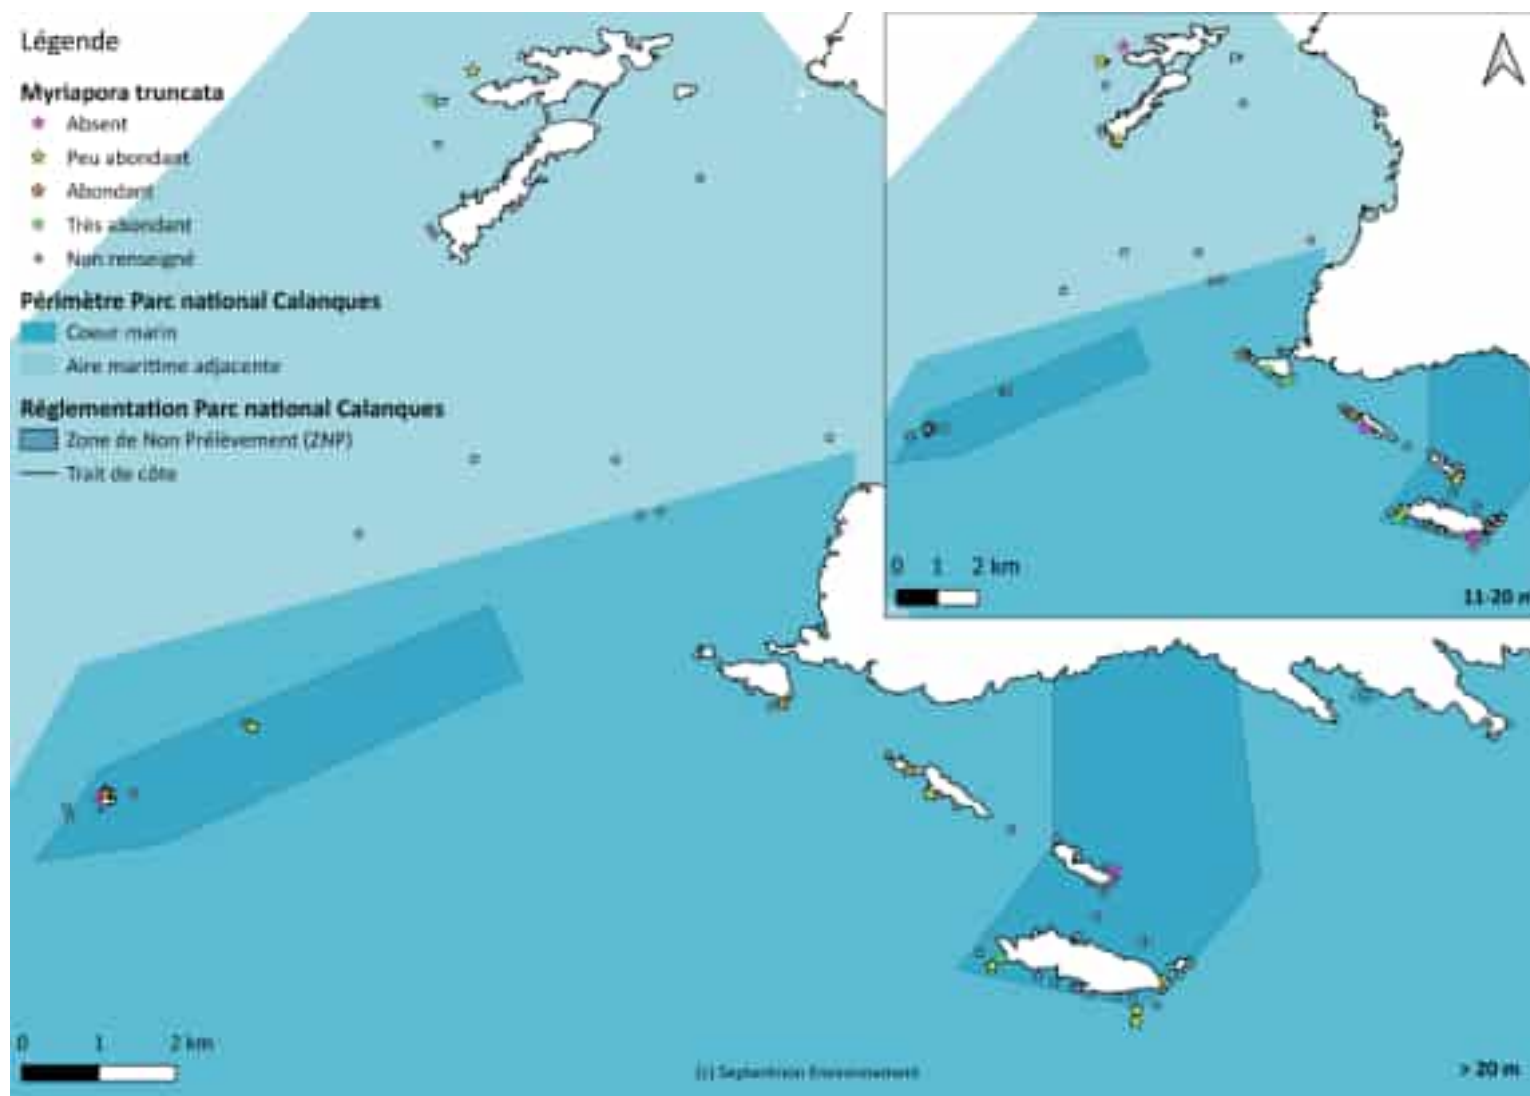 Légende
Myriapora truncata
Absent
Peu abondant
Abondant
Très abondant
Non renseigné
Périmètre Parc national Calanques
Coeur marin
Aire maritime adjacente
Réglementation Parc national Calanques
Zone de Non Prélèvement (ZNP)
Trait de côte
0 1 2 km
11-20 m
0 1 2 km
(c) Septentrion Environnement
> 20 m